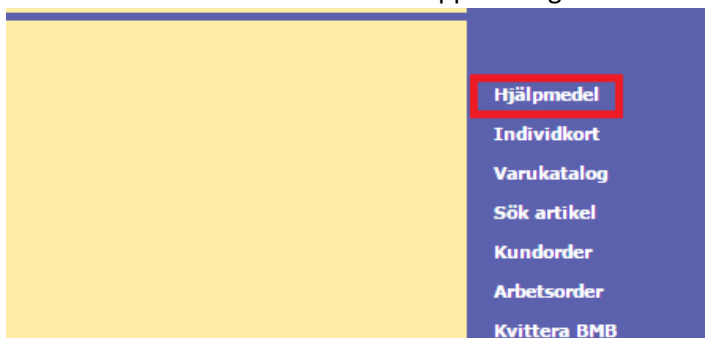 Hjälpmedel
Individkort
Varukatalog
Sök artikel
Kundorder
Arbetsorder
Kvittera BMB